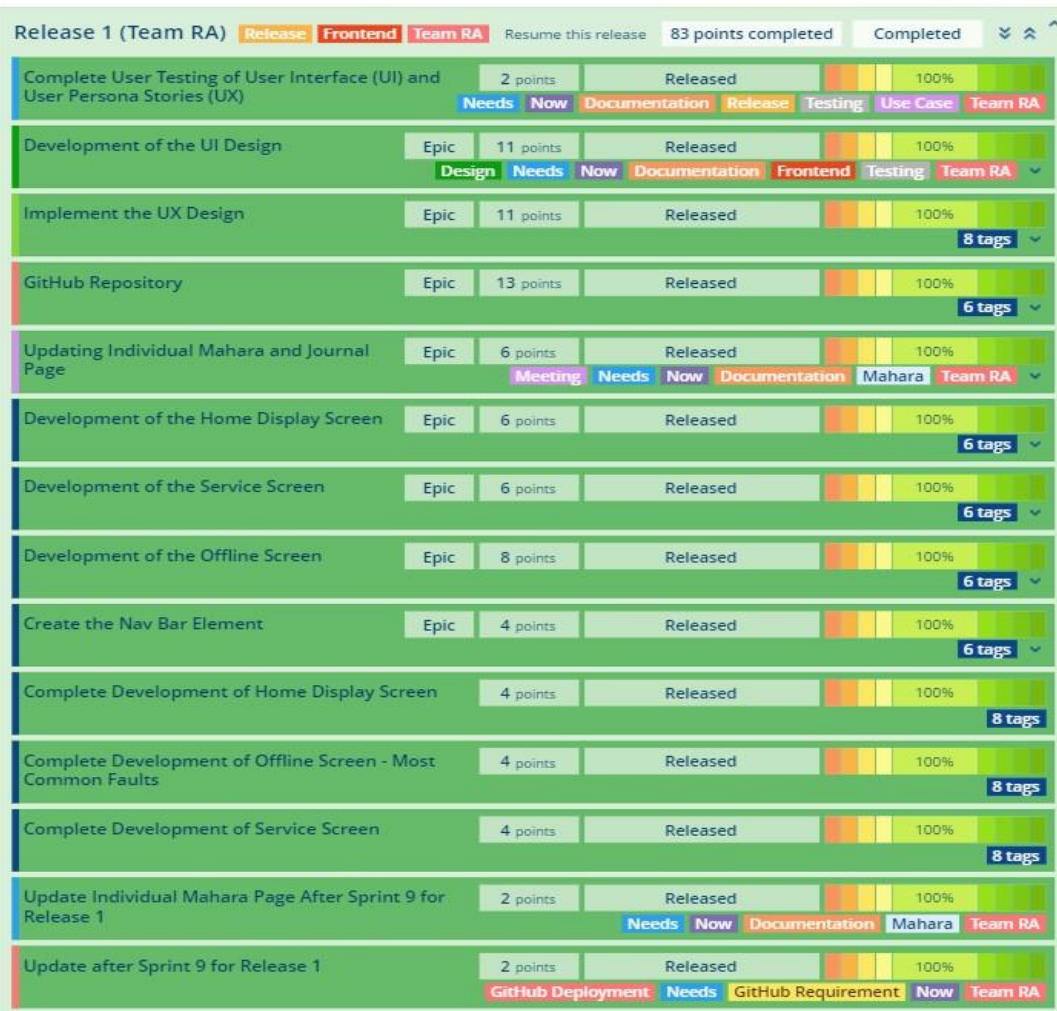 Release 1 (Team RA) Release Frontend Team RA Resume this release 83 points completed Completed
Complete User Testing of User Interface (UI) and 2 points Released 100%
User Persona Stories (UX)
Needs Now Documentation Release Testing Use Case Team RA
Development of the UI Design Epic 11 points Released 100%
Design Needs Now Documentation Frontend Testing Team RA
Implement the UX Design Epic 11 points Released 100%
8 tags
GitHub Repository Epic 13 points Released 100%
6 tags
Updating Individual Mahara and Journal Epic 6 points Released 100%
Page
Meeting Needs Now Documentation Mahara Team RA
Development of the Home Display Screen Epic 6 points Released 100%
6 tags
Development of the Service Screen Epic 6 points Released 100%
6 tags
Development of the Offline Screen Epic 8 points Released 100%
6 tags
Create the Nav Bar Element Epic 4 points Released 100%
6 tags
Complete Development of Home Display Screen 4 points Released 100%
8 tags
Complete Development of Offline Screen - Most 4 points Released 100%
Common Faults
8 tags
Complete Development of Service Screen 4 points Released 100%
8 tags
Update Individual Mahara Page After Sprint 9 for 2 points Released 100%
Release 1
Needs Now Documentation Mahara Team RA
Update after Sprint 9 for Release 1 2 points Released 100%
GitHub Deployment Needs GitHub Requirement Now Team RA